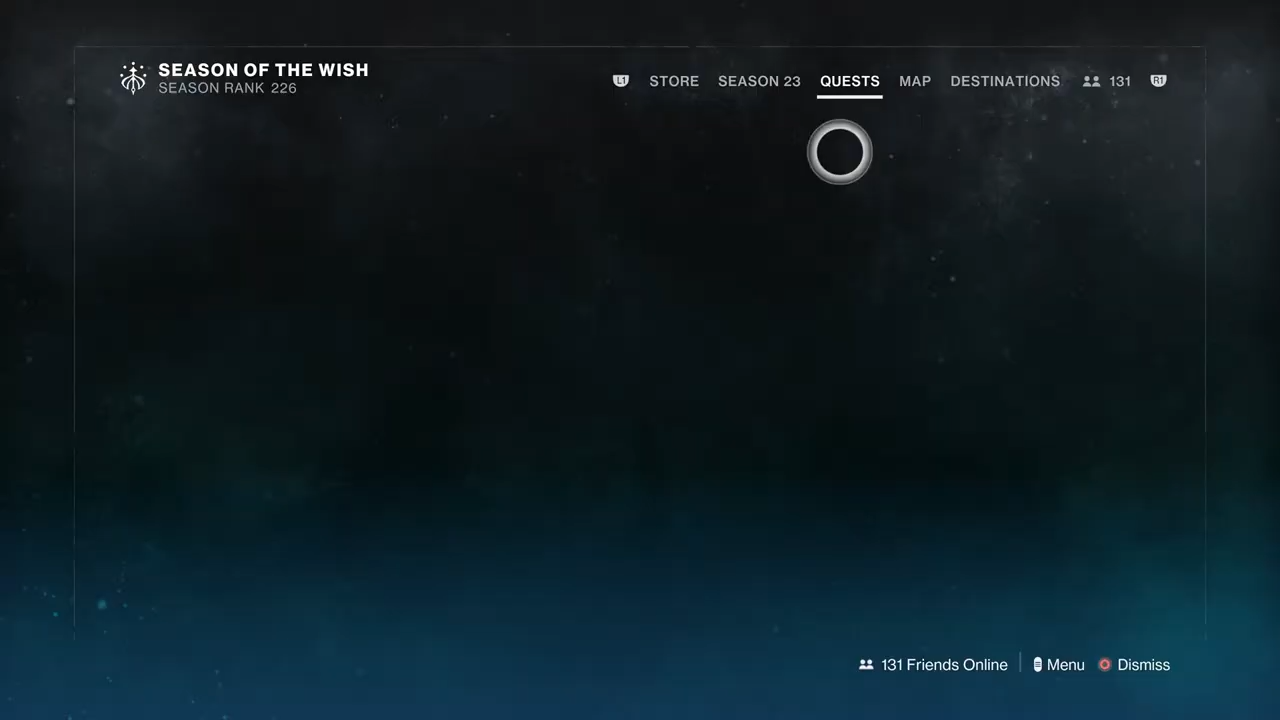 SEASON OF THE WISH
SEASON RANK 226
L1 STORE SEASON 23 QUESTS MAP DESTINATIONS 131 R1
131 Friends Online Menu Dismiss